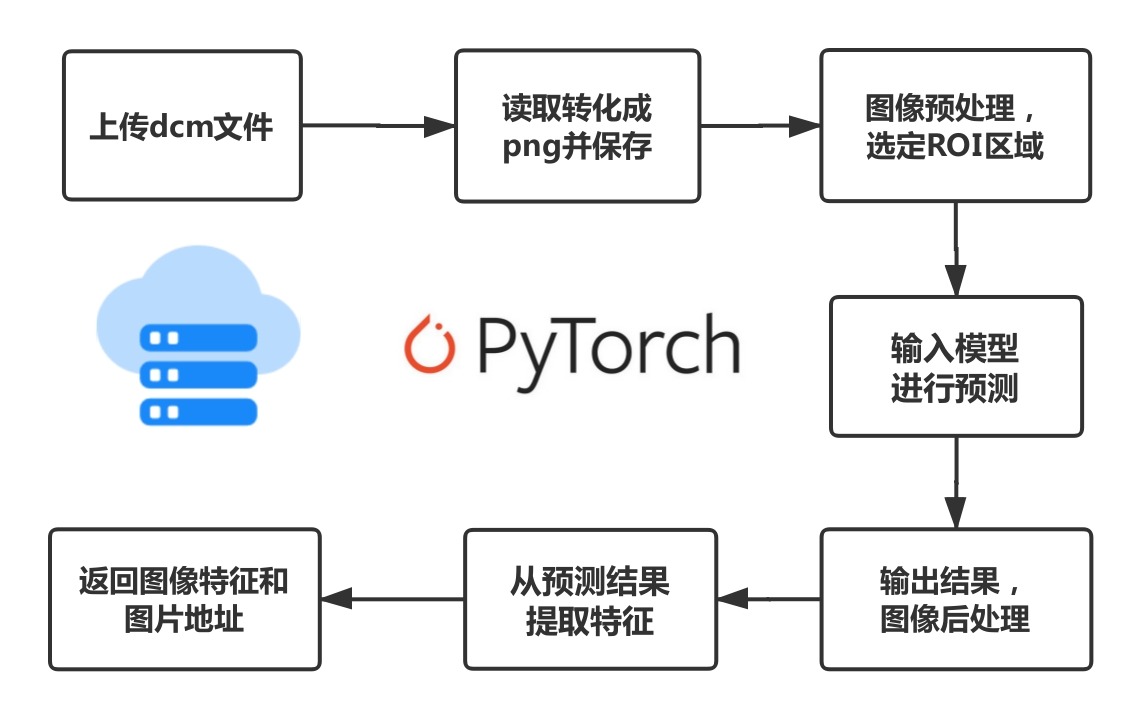 上传dcm文件
读取转化成
png并保存
图像预处理，
选定ROI区域
PyTorch
输入模型
进行预测
输出结果，
图像后处理
从预测结果
提取特征
返回图像特征和
图片地址